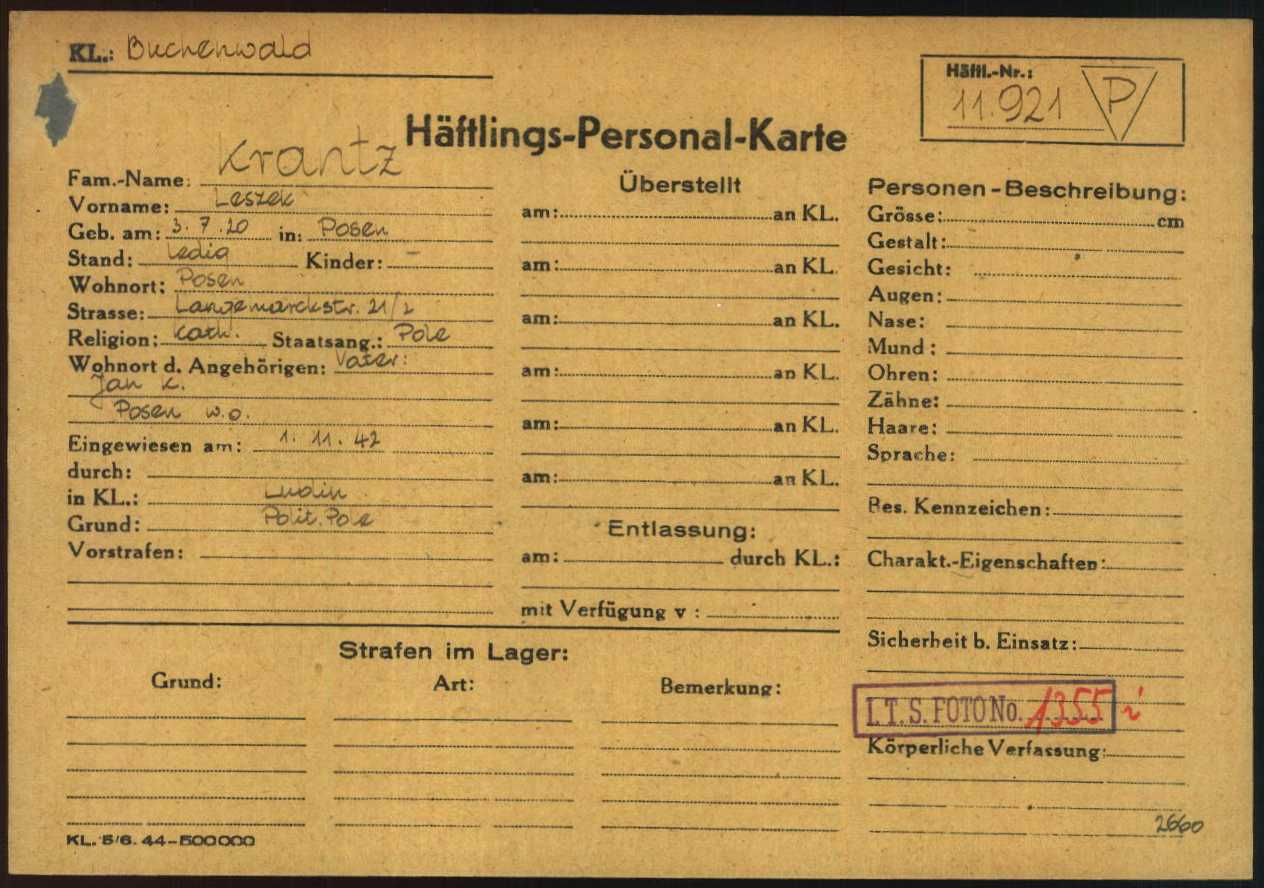 KL.: Buchenwald
Häftl.-Nr.:
11.921 P
Häftlings-Personal-Karte
Fam.-Name: Krantz
Vorname: Leszek
Geb. am: 3.7.20 in: Posen
Stand: ledig Kinder: –
Wohnort: Posen
Strasse: Langemarckstr. 21/2
Religion: kath. Staatsang.: Pole
Wohnort d. Angehörigen: Vater:
Jan K.
Posen w.o.
Eingewiesen am: 1. 11. 42
durch:
in KL.:
Grund: Polit. Pole
Vorstrafen:
Überstellt
am: an KL.
am: an KL.
am: an KL.
am: an KL.
am: an KL.
am: an KL.
Entlassung:
am: durch KL.:
mit Verfügung v :
Personen-Beschreibung:
Grösse: cm
Gestalt:
Gesicht:
Augen:
Nase:
Mund:
Ohren:
Zähne:
Haare:
Sprache:
Bes. Kennzeichen:
Charakt.-Eigenschaften:
Sicherheit b. Einsatz:
I.T.S. FOTO No. 1355 i
Körperliche Verfassung:
2660
Strafen im Lager:
Grund: Art: Bemerkung:
KL. 5/6. 44-500000